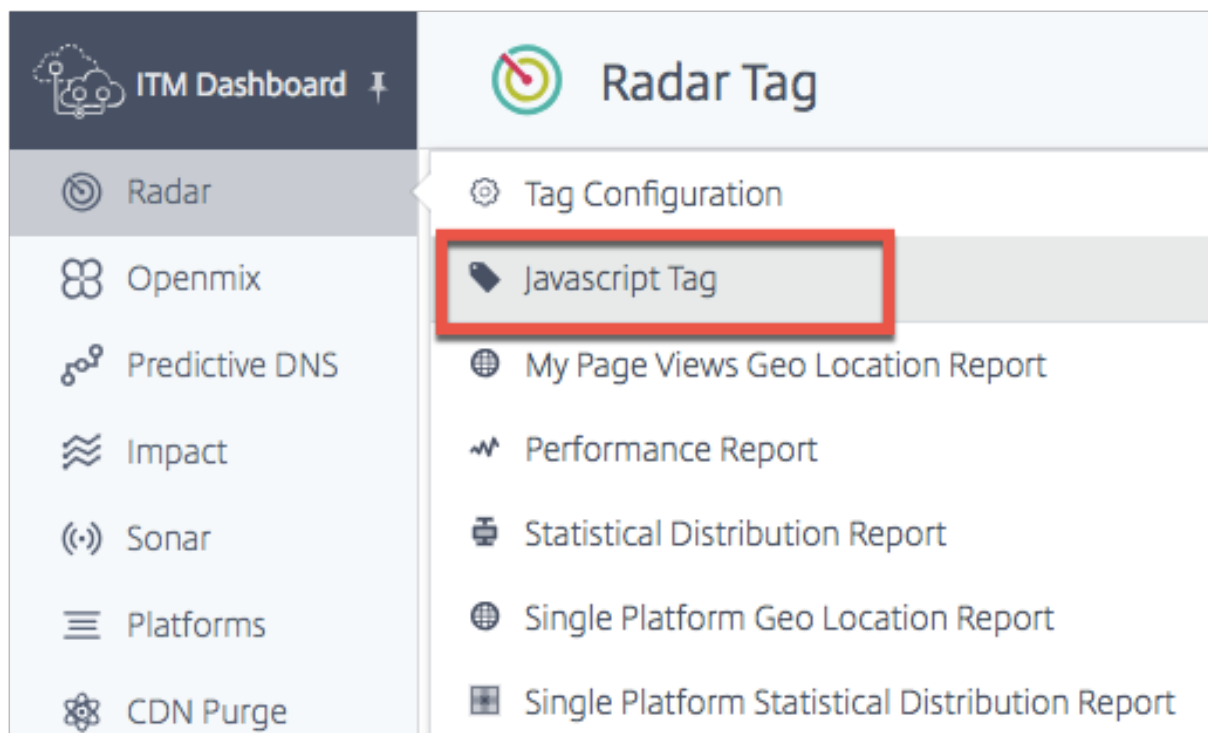 ITM Dashboard
Radar Tag
Radar
Openmix
Predictive DNS
Impact
Sonar
Platforms
CDN Purge
Tag Configuration
Javascript Tag
My Page Views Geo Location Report
Performance Report
Statistical Distribution Report
Single Platform Geo Location Report
Single Platform Statistical Distribution Report